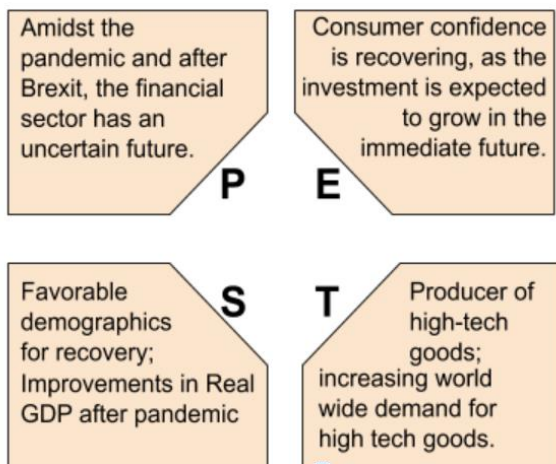 Amidst the
pandemic and after
Brexit, the financial
sector has an
uncertain future.
P
Consumer confidence
is recovering, as the
investment is expected
to grow in the
immediate future.
E
Favorable
demographics
for recovery;
Improvements in Real
GDP after pandemic
S
T
Producer of
high-tech
goods;
increasing world
wide demand for
high tech goods.